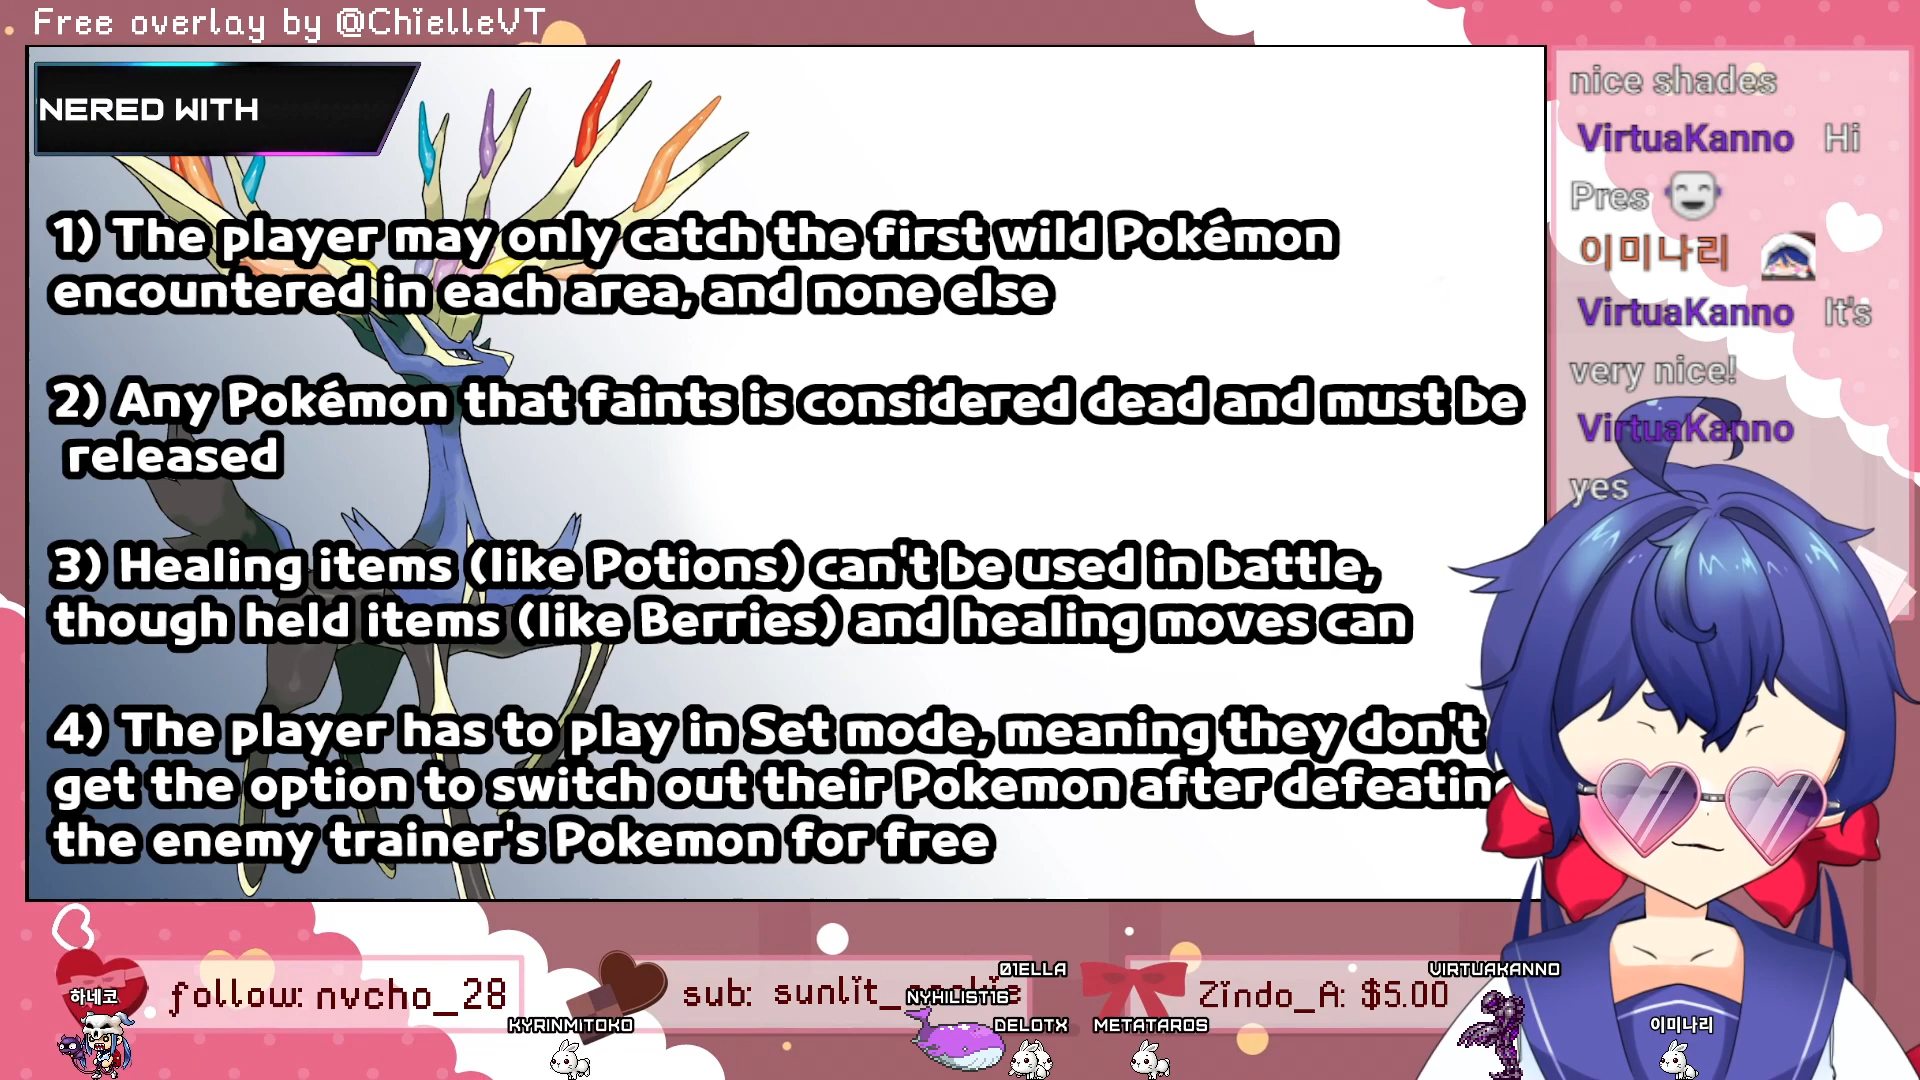 Free overlay by @ChielleVT
NERED WITH
1) The player may only catch the first wild Pokémon
encountered in each area, and none else
2) Any Pokémon that faints is considered dead and must be
released
3) Healing items (like Potions) can't be used in battle,
though held items (like Berries) and healing moves can
4) The player has to play in Set mode, meaning they don't
get the option to switch out their Pokemon after defeating
the enemy trainer's Pokemon for free
nice shades
VirtuaKanno Hi
Pres
이미나리
VirtuaKanno It's
very nice!
VirtuaKanno
yes
하네코
follow: nvcho_28
KYRINMITOKO
sub: sunlit_
01ELLA
NYHILIST16
DELOTX
METATAROS
Zindo_A: $5.00
VIRTUAKANNO
이미나리